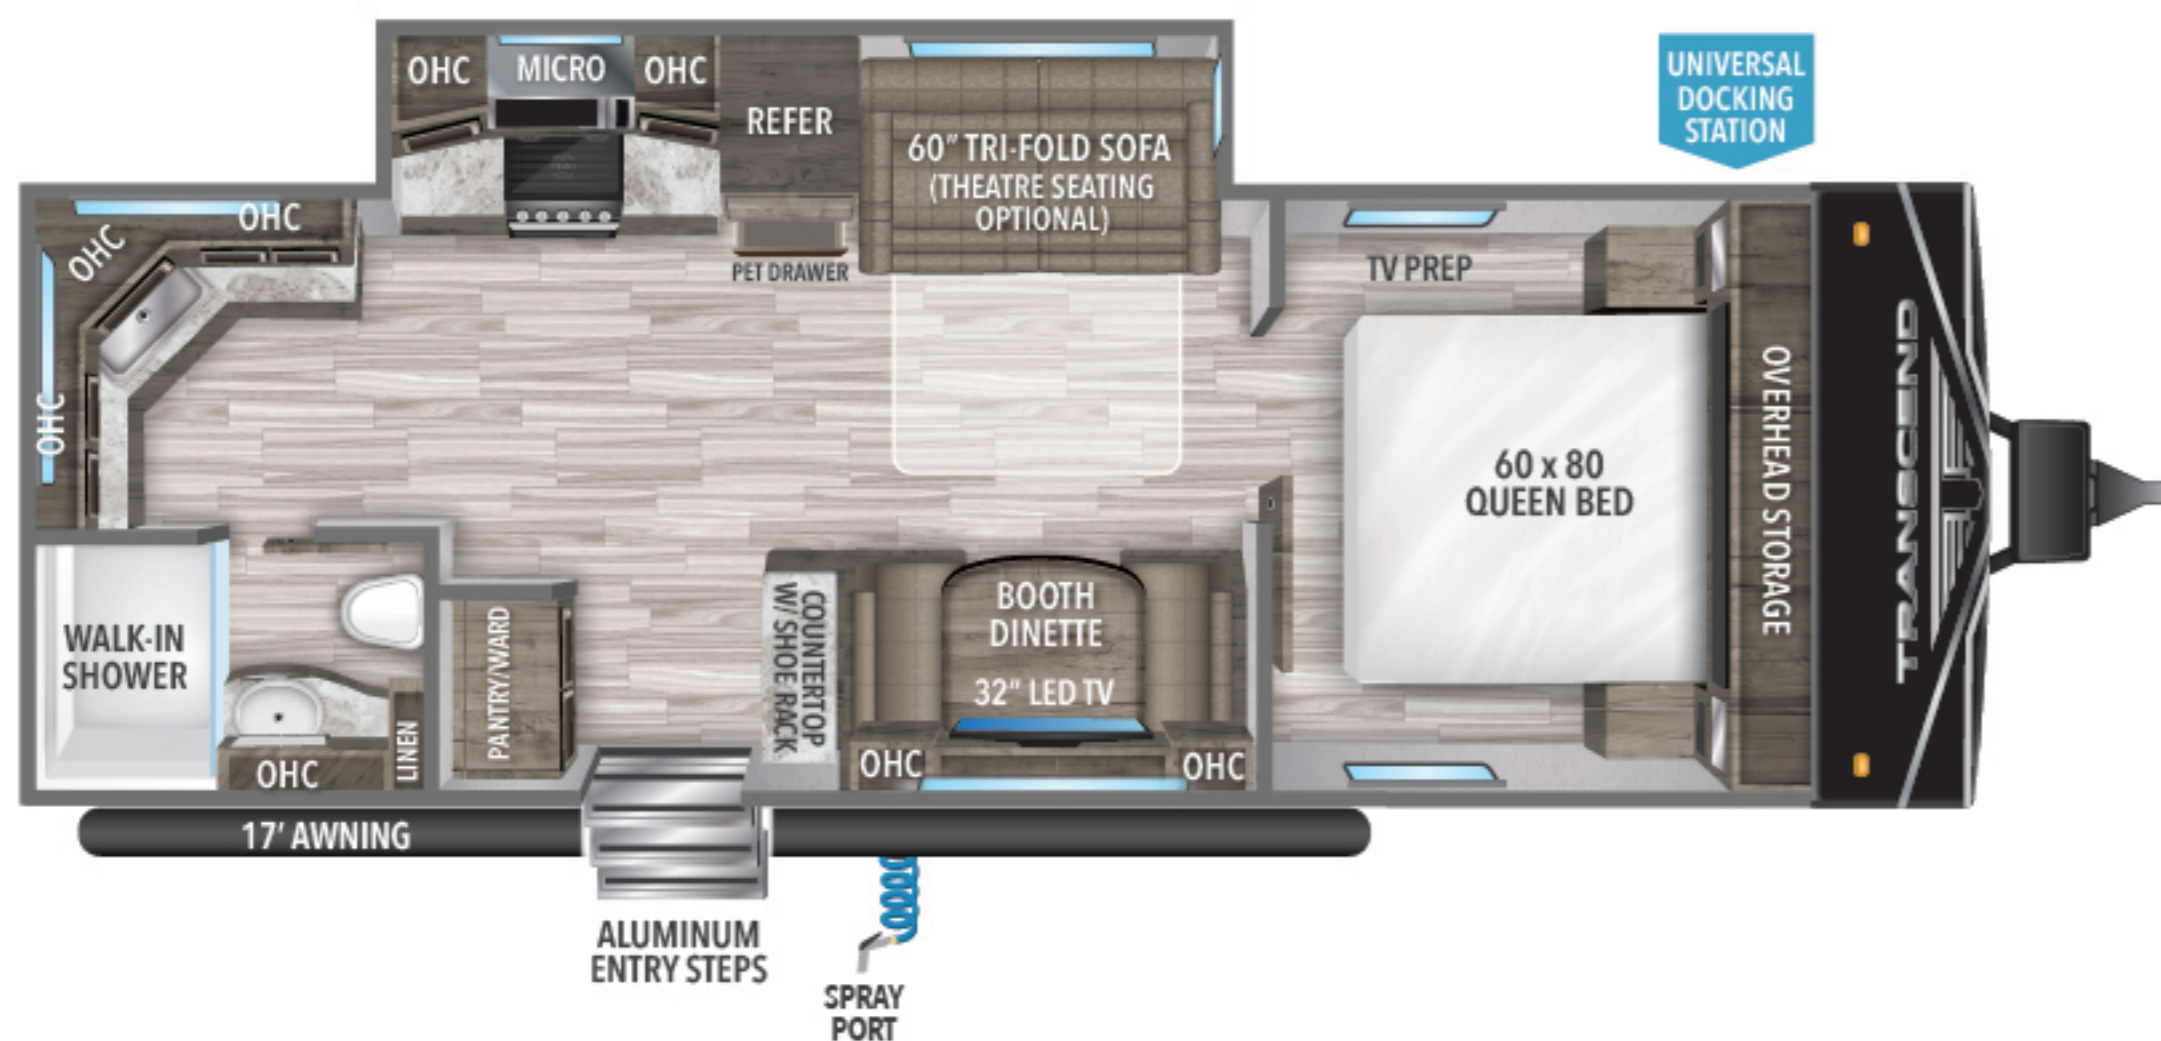 OHC
MICRO
OHC
REFER
60" TRI-FOLD SOFA
(THEATRE SEATING
OPTIONAL)
PET DRAWER
UNIVERSAL
DOCKING
STATION
OHC
OHC
OHC
TV PREP
60 x 80
QUEEN BED
OVERHEAD STORAGE
TRANSCEND
WALK-IN
SHOWER
OHC
LINEN
PANTRY/WARD
COUNTERTOP
W/ SHOE RACK
BOOTH
DINETTE
32" LED TV
OHC
OHC
17' AWNING
ALUMINUM
ENTRY STEPS
SPRAY
PORT